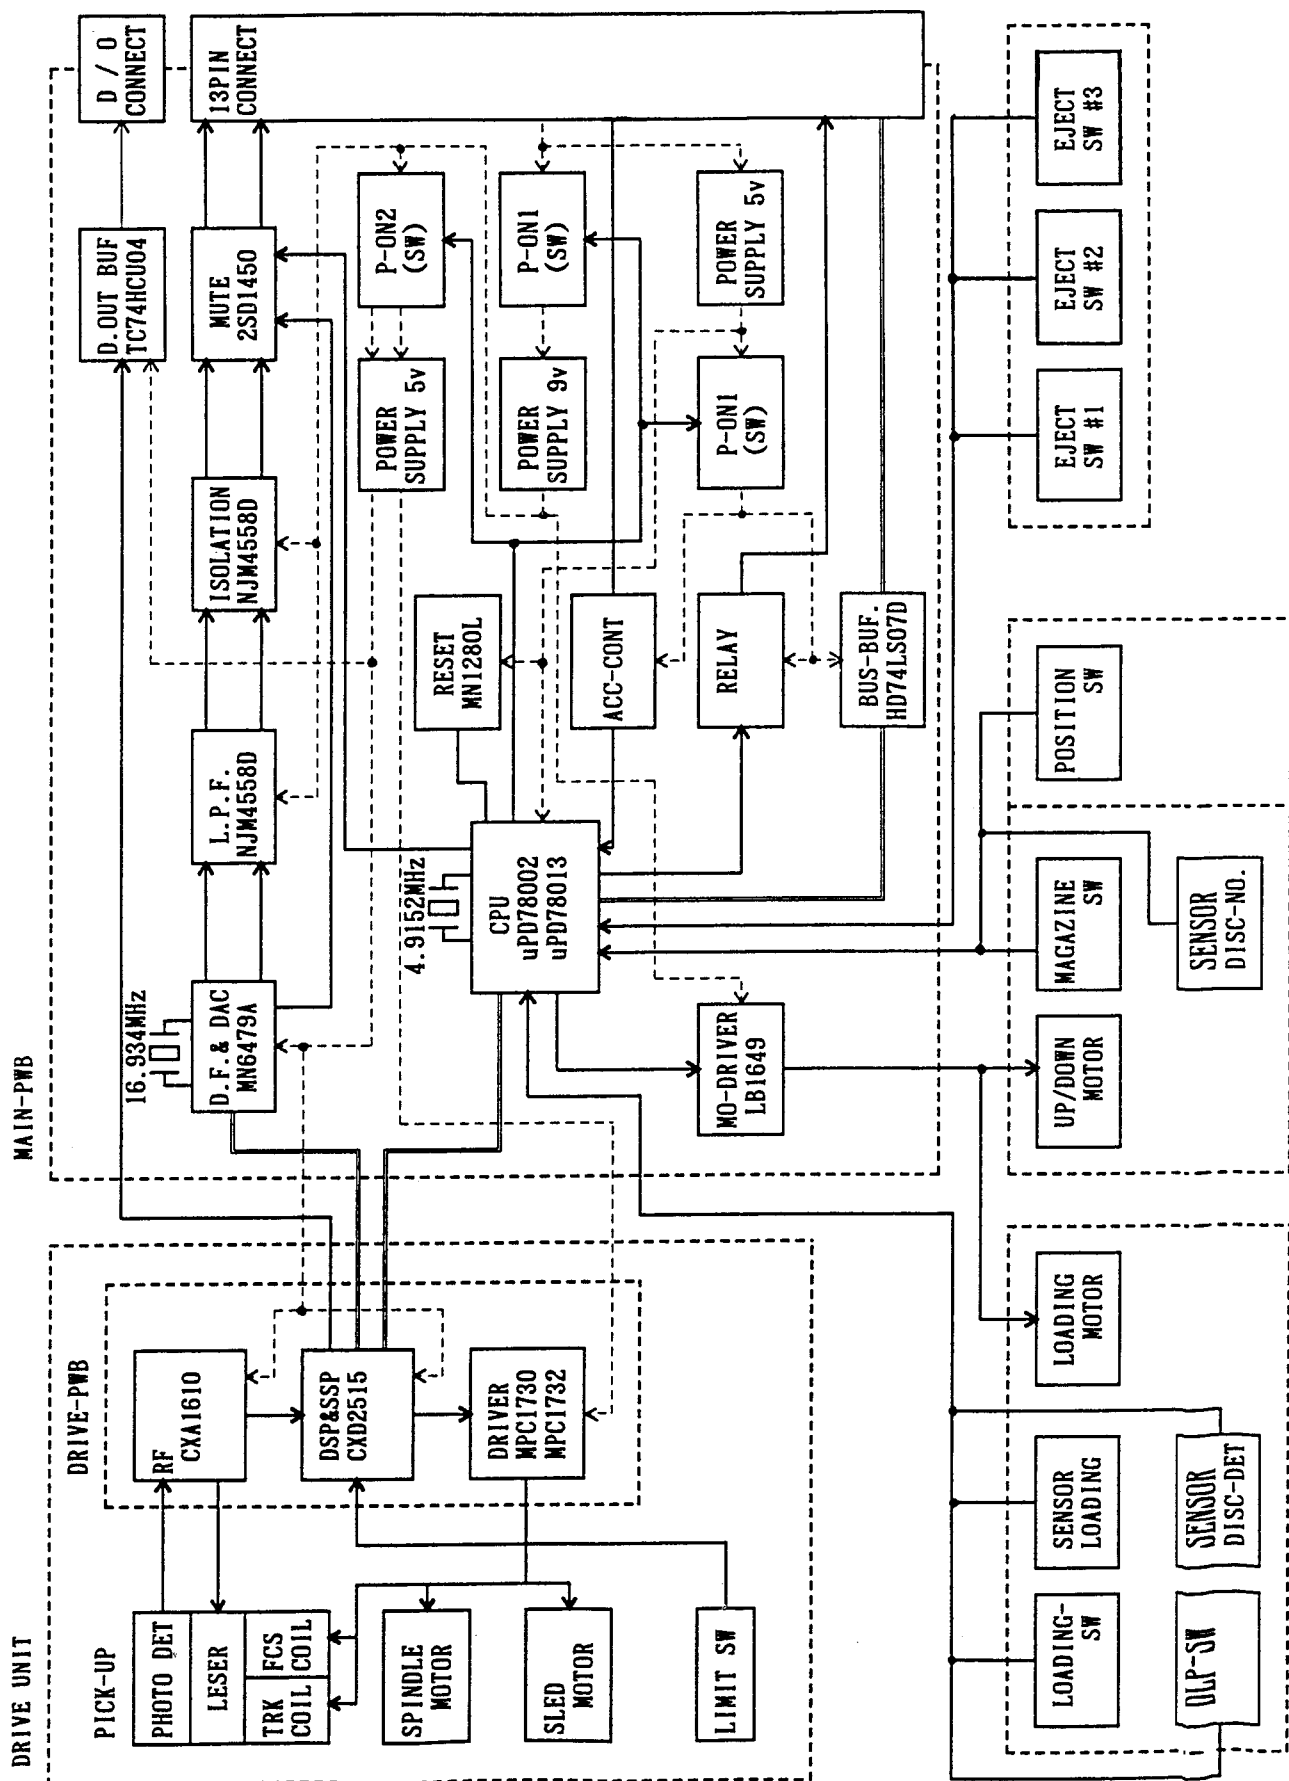 DRIVE UNIT
MAIN-PWB
PICK-UP
DRIVE-PWB
PHOTO DET
LESER
TRK
COIL
FCS
COIL
SPINDLE
MOTOR
SLED
MOTOR
LIMIT SW
RF
CXA1610
DSP&SSP
CXD2515
DRIVER
MPC1730
MPC1732
16.934MHz
D.F.& DAC
MN6479A
L.P.F.
NJM4558D
ISOLATION
NJM4558D
MUTE
2SD1450
D.OUT BUF
TC74HCU04
D / O
CONNECT
13PIN
CONNECT
4.9152MHz
CPU
uPD78002
uPD78013
RESET
MN1280L
POWER
SUPPLY 5v
P-ON2
(SW)
POWER
SUPPLY 9v
P-ON1
(SW)
ACC-CONT
RELAY
P-ON1
(SW)
POWER
SUPPLY 5v
BUS-BUF.
HD74LS07D
MO-DRIVER
LB1649
LOADING-
SW
SENSOR
LOADING
LOADING
MOTOR
DLP-SW
SENSOR
DISC-DET
UP/DOWN
MOTOR
MAGAZINE
SW
POSITION
SW
SENSOR
DISC-NO.
EJECT
SW #1
EJECT
SW #2
EJECT
SW #3